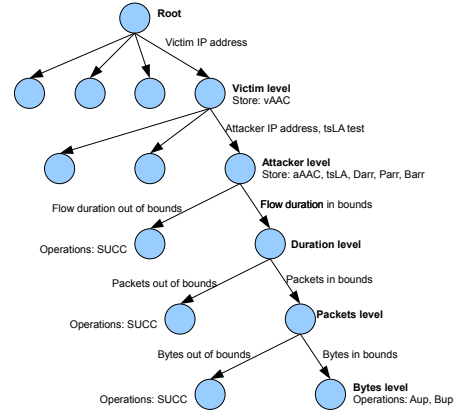 Root
Victim IP address
Victim level
Store: vAAC
Attacker IP address, tsLA test
Attacker level
Store: aAAC, tsLA, Darr, Parr, Barr
Flow duration out of bounds
Flow duration in bounds
Operations: SUCC
Duration level
Packets out of bounds
Packets in bounds
Operations: SUCC
Packets level
Bytes out of bounds
Bytes in bounds
Operations: SUCC
Bytes level
Operations: Aup, Bup